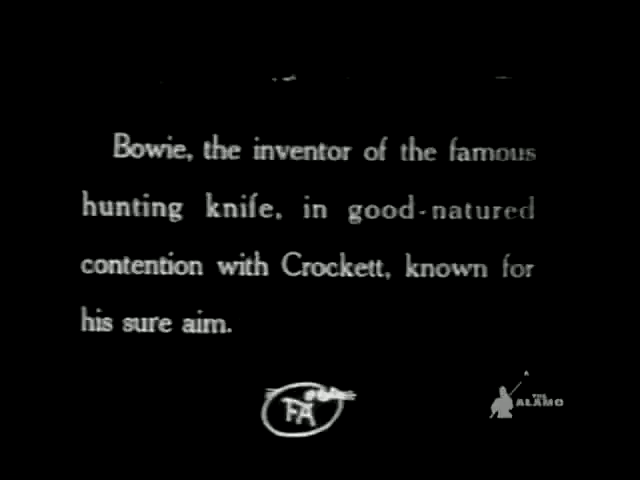 Bowie, the inventor of the famous
hunting knife, in good-natured
contention with Crockett, known for
his sure aim.
FA
THE
ALAMO